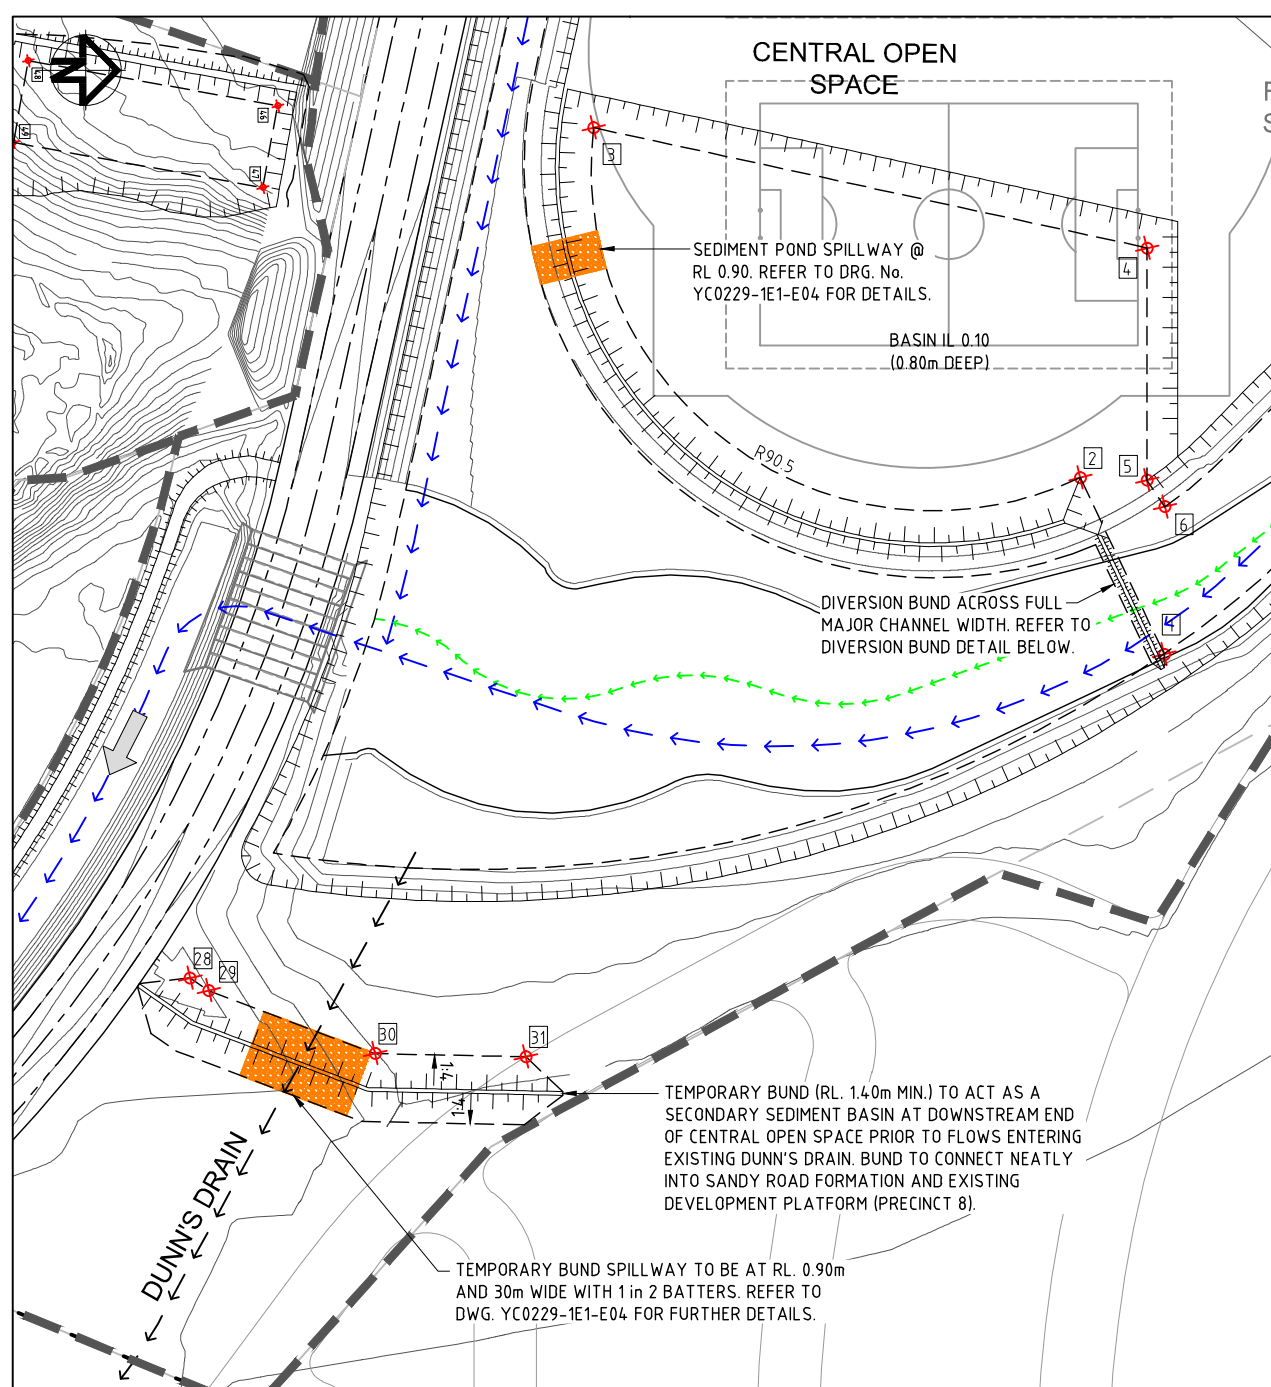 CENTRAL OPEN
SPACE
N
48
46
49
47
3
4
SEDIMENT POND SPILLWAY @
RL 0.90. REFER TO DRG. No.
YC0229-1E1-E04 FOR DETAILS.
BASIN IL 0.10
(0.80m DEEP)
R90.5
2
5
6
DIVERSION BUND ACROSS FULL
MAJOR CHANNEL WIDTH. REFER TO
DIVERSION BUND DETAIL BELOW.
28
29
30
31
1:4
1:4
TEMPORARY BUND (RL. 1.40m MIN.) TO ACT AS A
SECONDARY SEDIMENT BASIN AT DOWNSTREAM END
OF CENTRAL OPEN SPACE PRIOR TO FLOWS ENTERING
EXISTING DUNN'S DRAIN. BUND TO CONNECT NEATLY
INTO SANDY ROAD FORMATION AND EXISTING
DEVELOPMENT PLATFORM (PRECINCT 8).
DUNN'S DRAIN
TEMPORARY BUND SPILLWAY TO BE AT RL. 0.90m
AND 30m WIDE WITH 1 in 2 BATTERS. REFER TO
DWG. YC0229-1E1-E04 FOR FURTHER DETAILS.